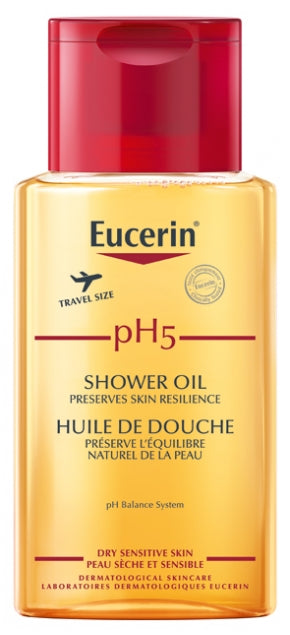 Eucerin®
TRAVEL SIZE
Eucerin
pH5
SHOWER OIL
PRESERVES SKIN RESILIENCE
HUILE DE DOUCHE
PRÉSERVE L'ÉQUILIBRE
NATUREL DE LA PEAU
pH Balance System
DRY SENSITIVE SKIN
PEAU SÈCHE ET SENSIBLE
DERMATOLOGICAL SKINCARE
LABORATOIRES DERMATOLOGIQUES EUCERIN